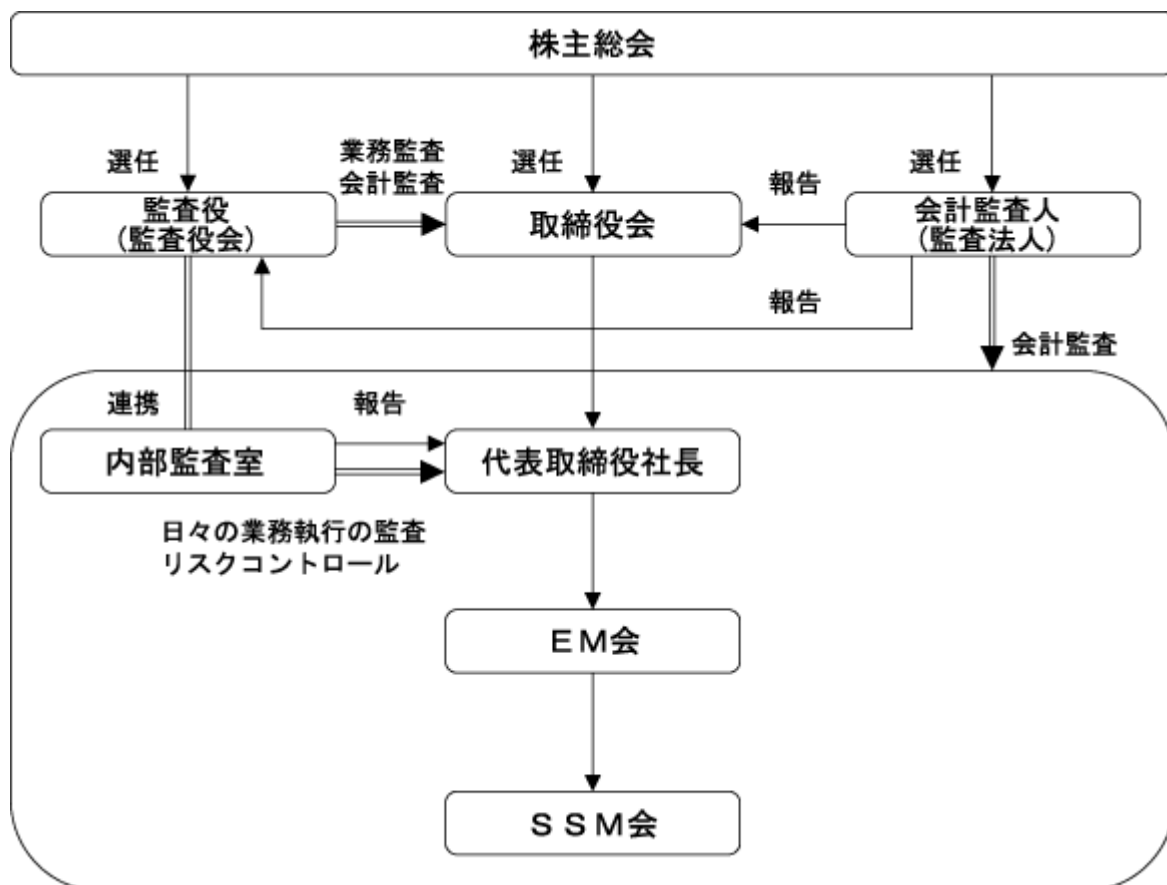 株主総会
選任
業務監査
会計監査
選任
報告
選任
監査役
(監査役会)
取締役会
会計監査人
(監査法人)
報告
会計監査
連携
報告
内部監査室
代表取締役社長
日々の業務執行の監査
リスクコントロール
ＥＭ会
ＳＳＭ会